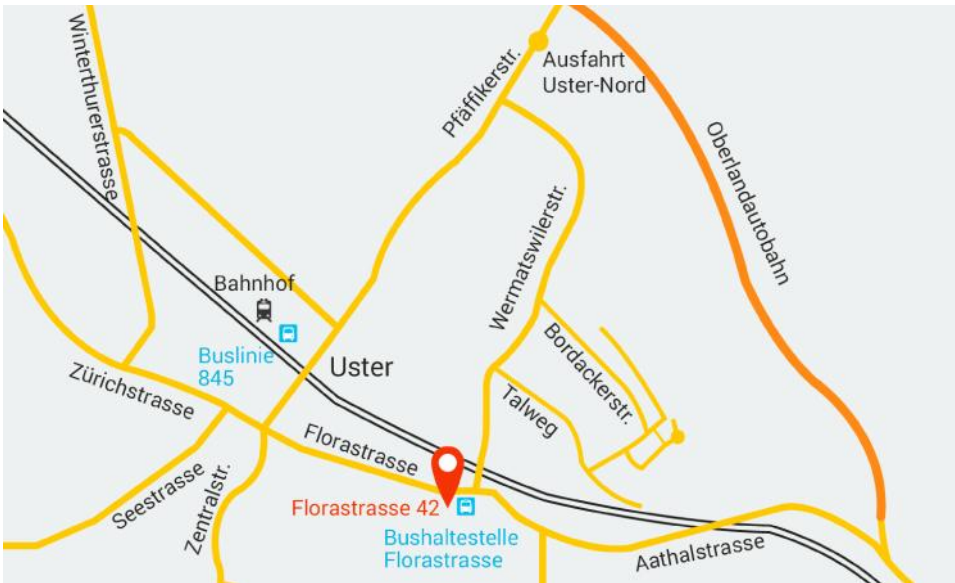 Winterthurerstrasse
Pfäffikerstr.
Ausfahrt
Uster-Nord
Oberlandautobahn
Wermatswilerstr.
Bahnhof
Buslinie
845
Uster
Bordackerstr.
Zürichstrasse
Talweg
Florastrasse
Seestrasse
Zentralstr.
Florastrasse 42
Bushaltestelle
Florastrasse
Aathalstrasse